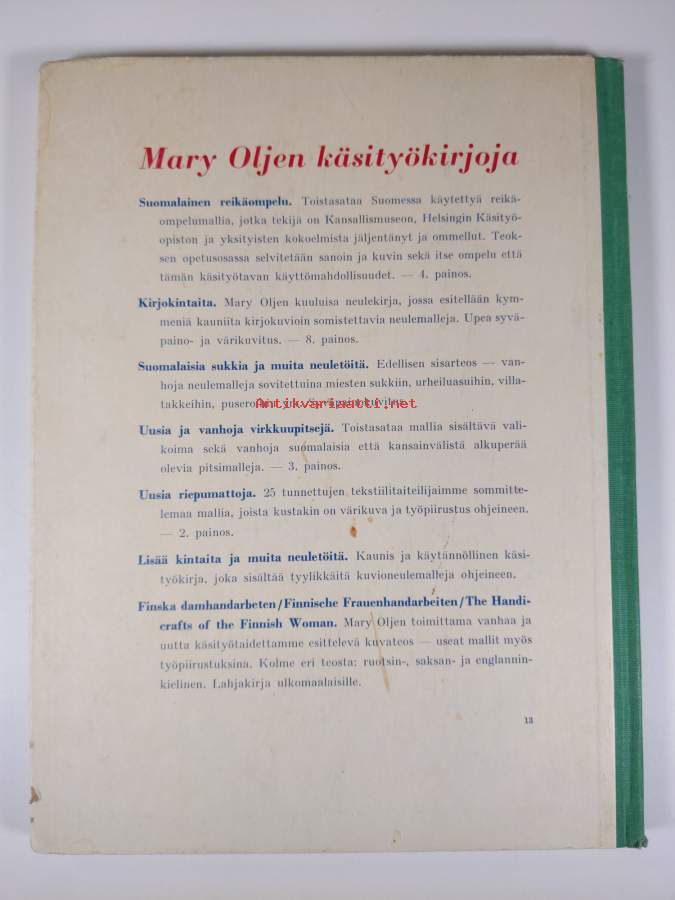 Mary Oljen käsityökirjoja
Suomalainen reikäompelu. Toistasataa Suomessa käytettyä reikä-
ompelumallia, jotka tekijä on Kansallismuseon, Helsingin Käsityö-
opiston ja yksityisten kokoelmista jäljentänyt ja ommellut. Teok-
sen opetusosassa selvitetään sanoin ja kuvin sekä itse ompelu että
tämän käsityötavan käyttömahdollisuudet. — 4. painos.
Kirjokintaita. Mary Oljen kuuluisa neulekirja, jossa esitellään kym-
meniä kauniita kirjokuvioin somistettavia neulemalleja. Upea syvä-
paino- ja värikuvitus. — 8. painos.
Suomalaisia sukkia ja muita neuletöitä. Edellisen sisarteos — van-
hoja neulemalleja sovitettuina miesten sukkiin, urheiluasuihin, villa-
takkeihin,
Antikvariaatti.net
Uusia ja vanhoja virkkuupitsejä. Toistasataa mallia sisältävä vali-
koima sekä vanhoja suomalaisia että kansainvälistä alkuperää
olevia pitsimalleja. — 3. painos.
Uusia riepumattoja. 25 tunnettujen tekstiilitaiteilijaimme sommitte-
lemaa mallia, joista kustakin on värikuva ja työpiirustus ohjeineen.
— 2. painos.
Lisää kintaita ja muita neuletöitä. Kaunis ja käytännöllinen käsi-
työkirja, joka sisältää tyylikkäitä kuvioneulemalleja ohjeineen.
Finska damhandarbeten/Finnische Frauenhandarbeiten/The Handi-
crafts of the Finnish Woman. Mary Oljen toimittama vanhaa ja
uutta käsityötaidettamme esittelevä kuvateos — useat mallit myös
työpiirustuksina. Kolme eri teosta: ruotsin-, saksan- ja englannin-
kielinen. Lahjakirja ulkomaalaisille.
13